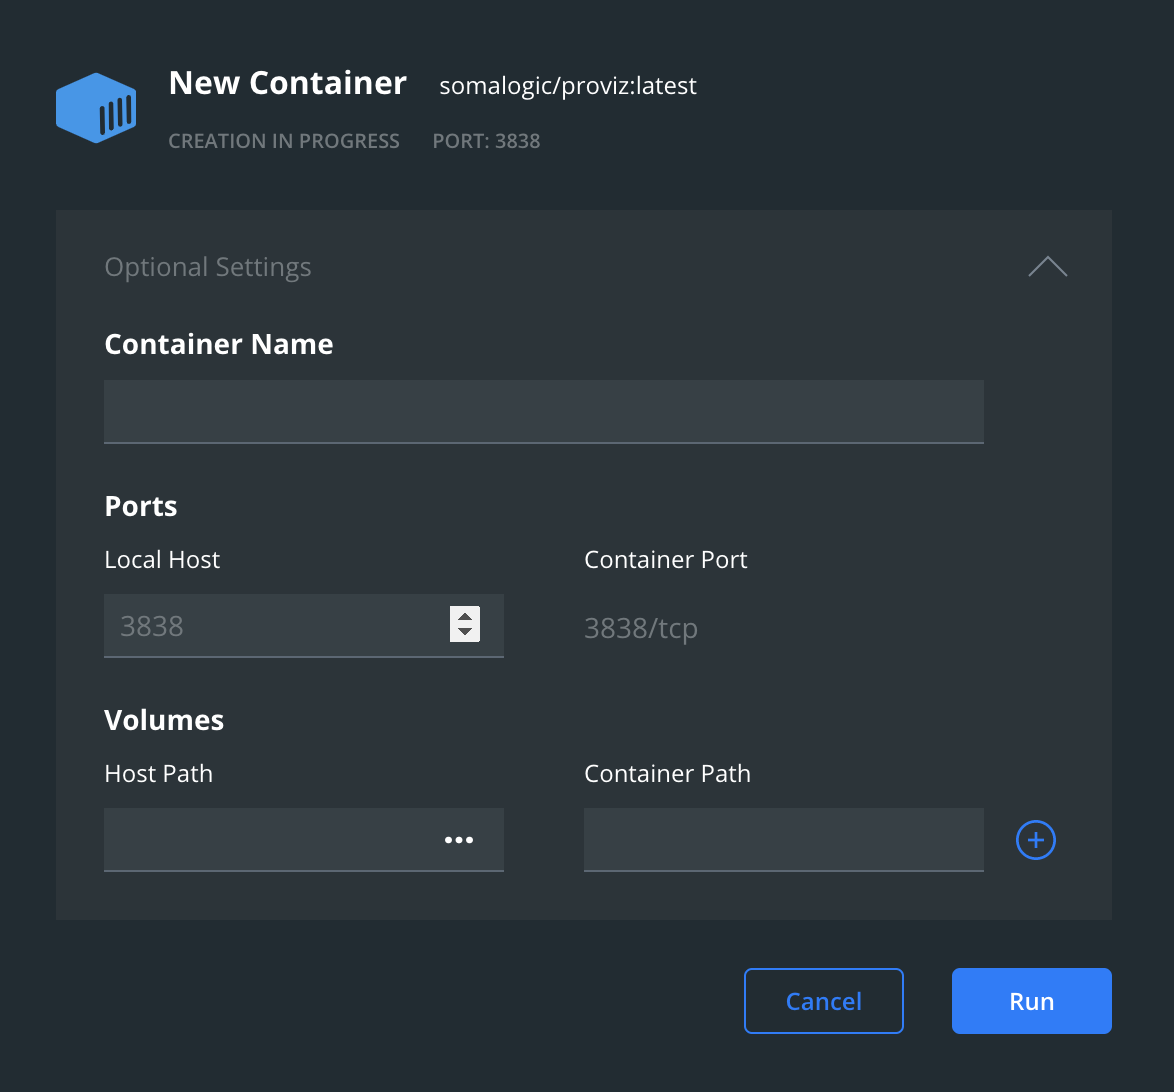 New Container somalogic/proviz:latest
CREATION IN PROGRESS PORT: 3838
Optional Settings
Container Name
Ports
Local Host Container Port
3838 3838/tcp
Volumes
Host Path Container Path
Cancel Run